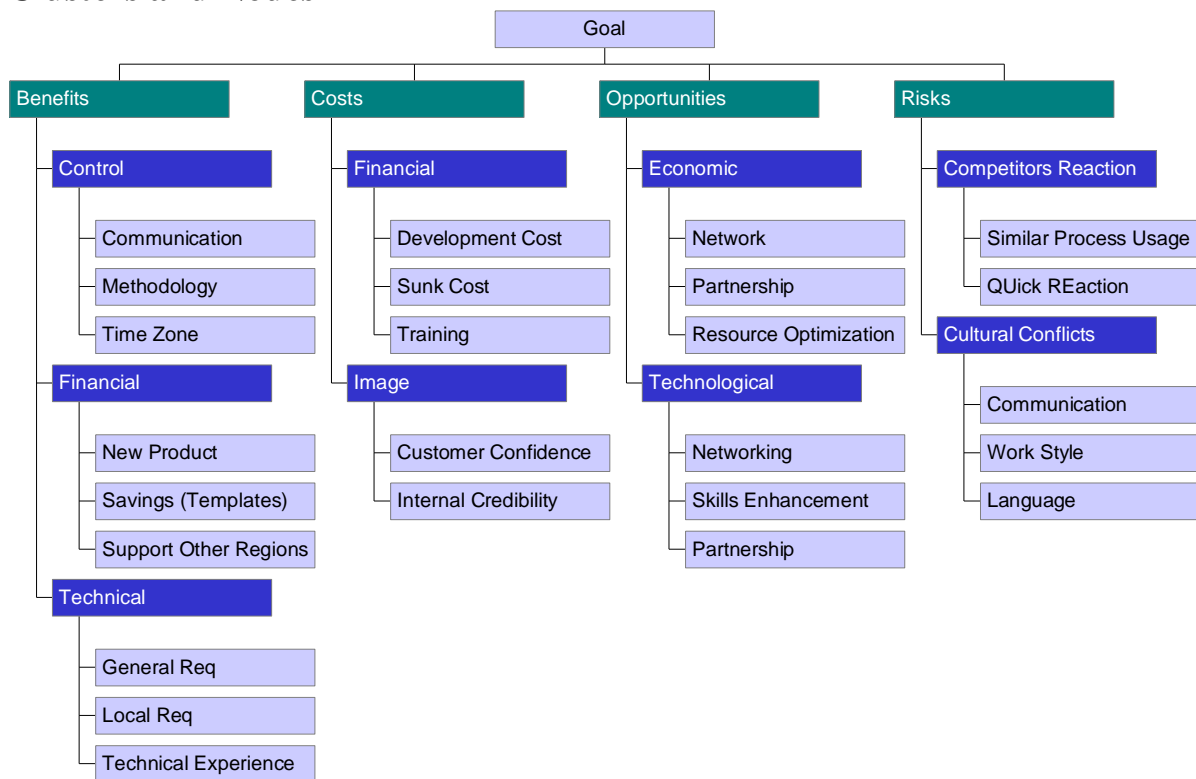 Goal
Benefits
Costs
Opportunities
Risks
Control
Communication
Methodology
Time Zone
Financial
New Product
Savings (Templates)
Support Other Regions
Technical
General Req
Local Req
Technical Experience
Financial
Development Cost
Sunk Cost
Training
Image
Customer Confidence
Internal Credibility
Economic
Network
Partnership
Resource Optimization
Technological
Networking
Skills Enhancement
Partnership
Competitors Reaction
Similar Process Usage
QUick REaction
Cultural Conflicts
Communication
Work Style
Language